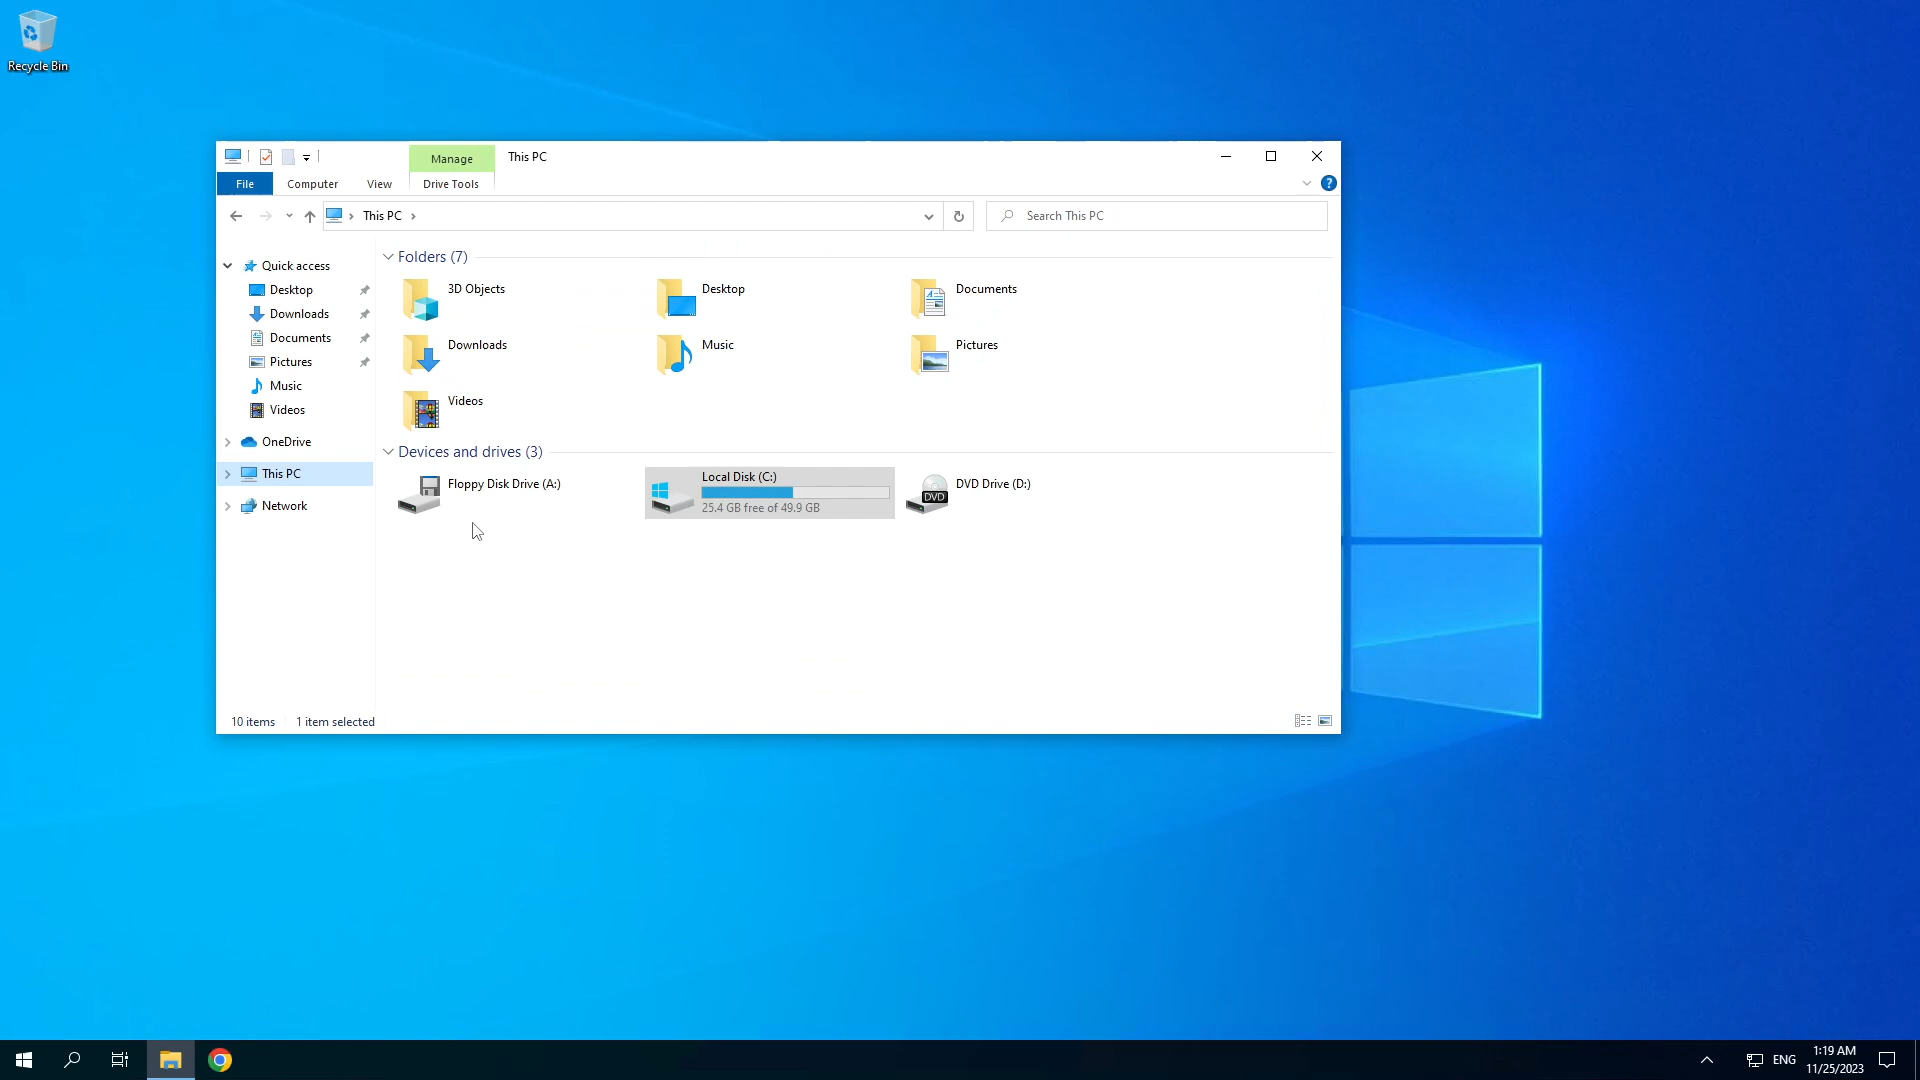 Recycle Bin
Manage
This PC
File
Computer
View
Drive Tools
?
This PC
Search This PC
Quick access
Desktop
Downloads
Documents
Pictures
Music
Videos
OneDrive
This PC
Network
Folders (7)
3D Objects
Desktop
Documents
Downloads
Music
Pictures
Videos
Devices and drives (3)
Floppy Disk Drive (A:)
Local Disk (C:)
25.4 GB free of 49.9 GB
DVD
DVD Drive (D:)
10 items
1 item selected
ENG
1:19 AM
11/25/2023